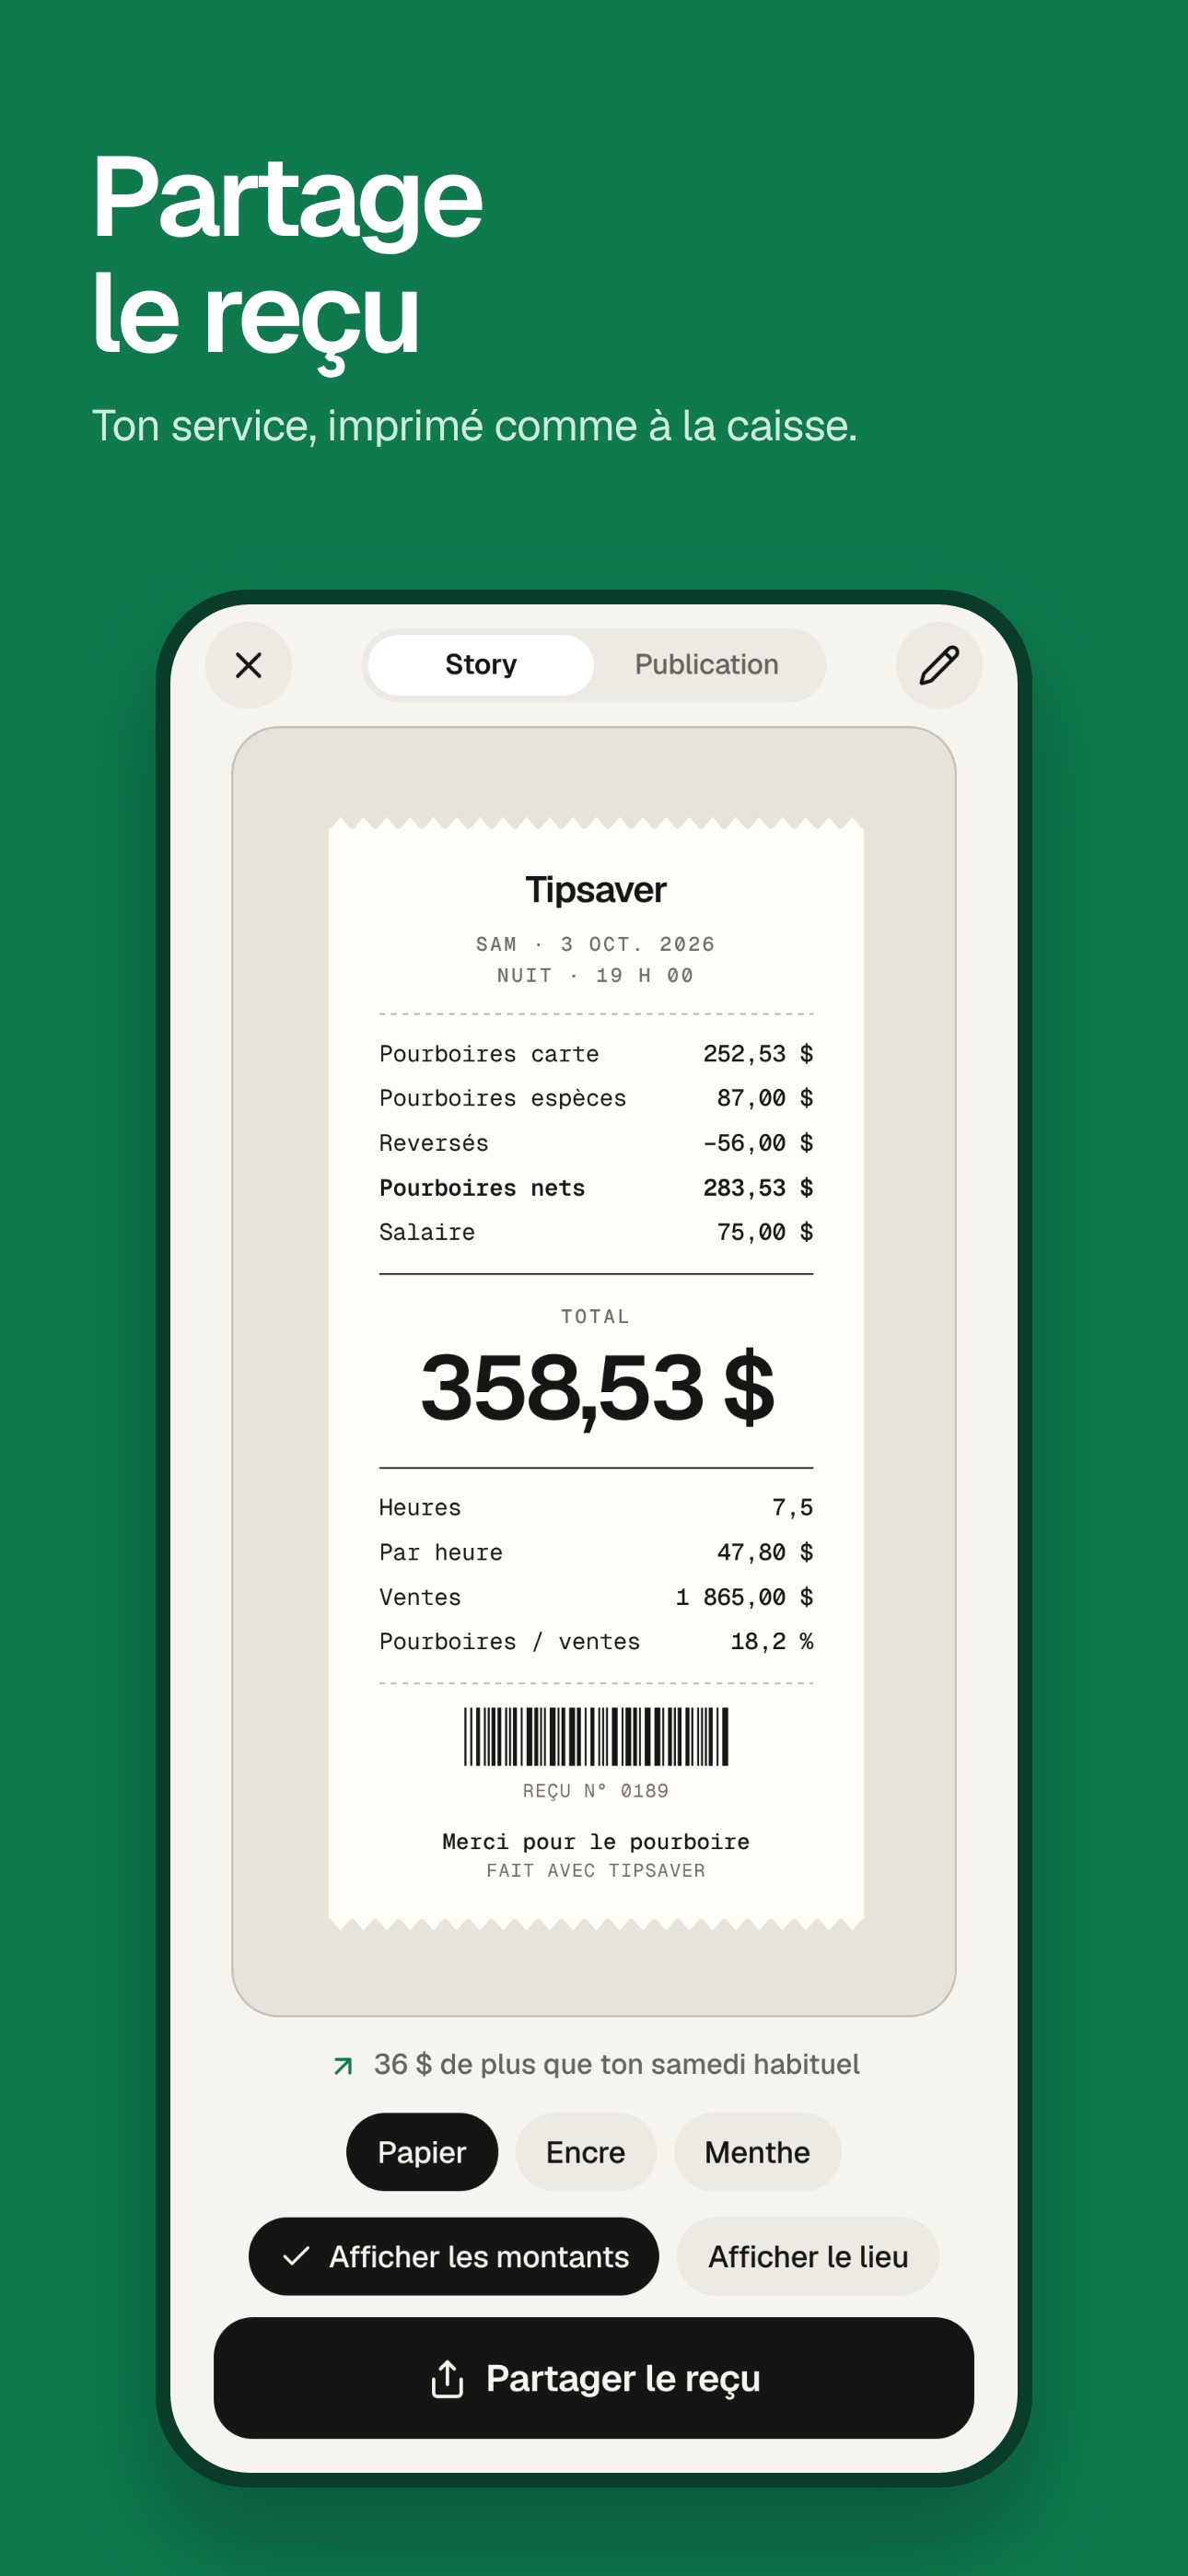 Partage
le reçu
Ton service, imprimé comme à la caisse.
Story Publication
Tipsaver
SAM · 3 OCT. 2026
NUIT · 19 H 00
Pourboires carte 252,53 $
Pourboires espèces 87,00 $
Reversés −56,00 $
Pourboires nets 283,53 $
Salaire 75,00 $
TOTAL
358,53 $
Heures 7,5
Par heure 47,80 $
Ventes 1 865,00 $
Pourboires / ventes 18,2 %
REÇU N° 0189
Merci pour le pourboire
FAIT AVEC TIPSAVER
36 $ de plus que ton samedi habituel
Papier Encre Menthe
Afficher les montants Afficher le lieu
Partager le reçu